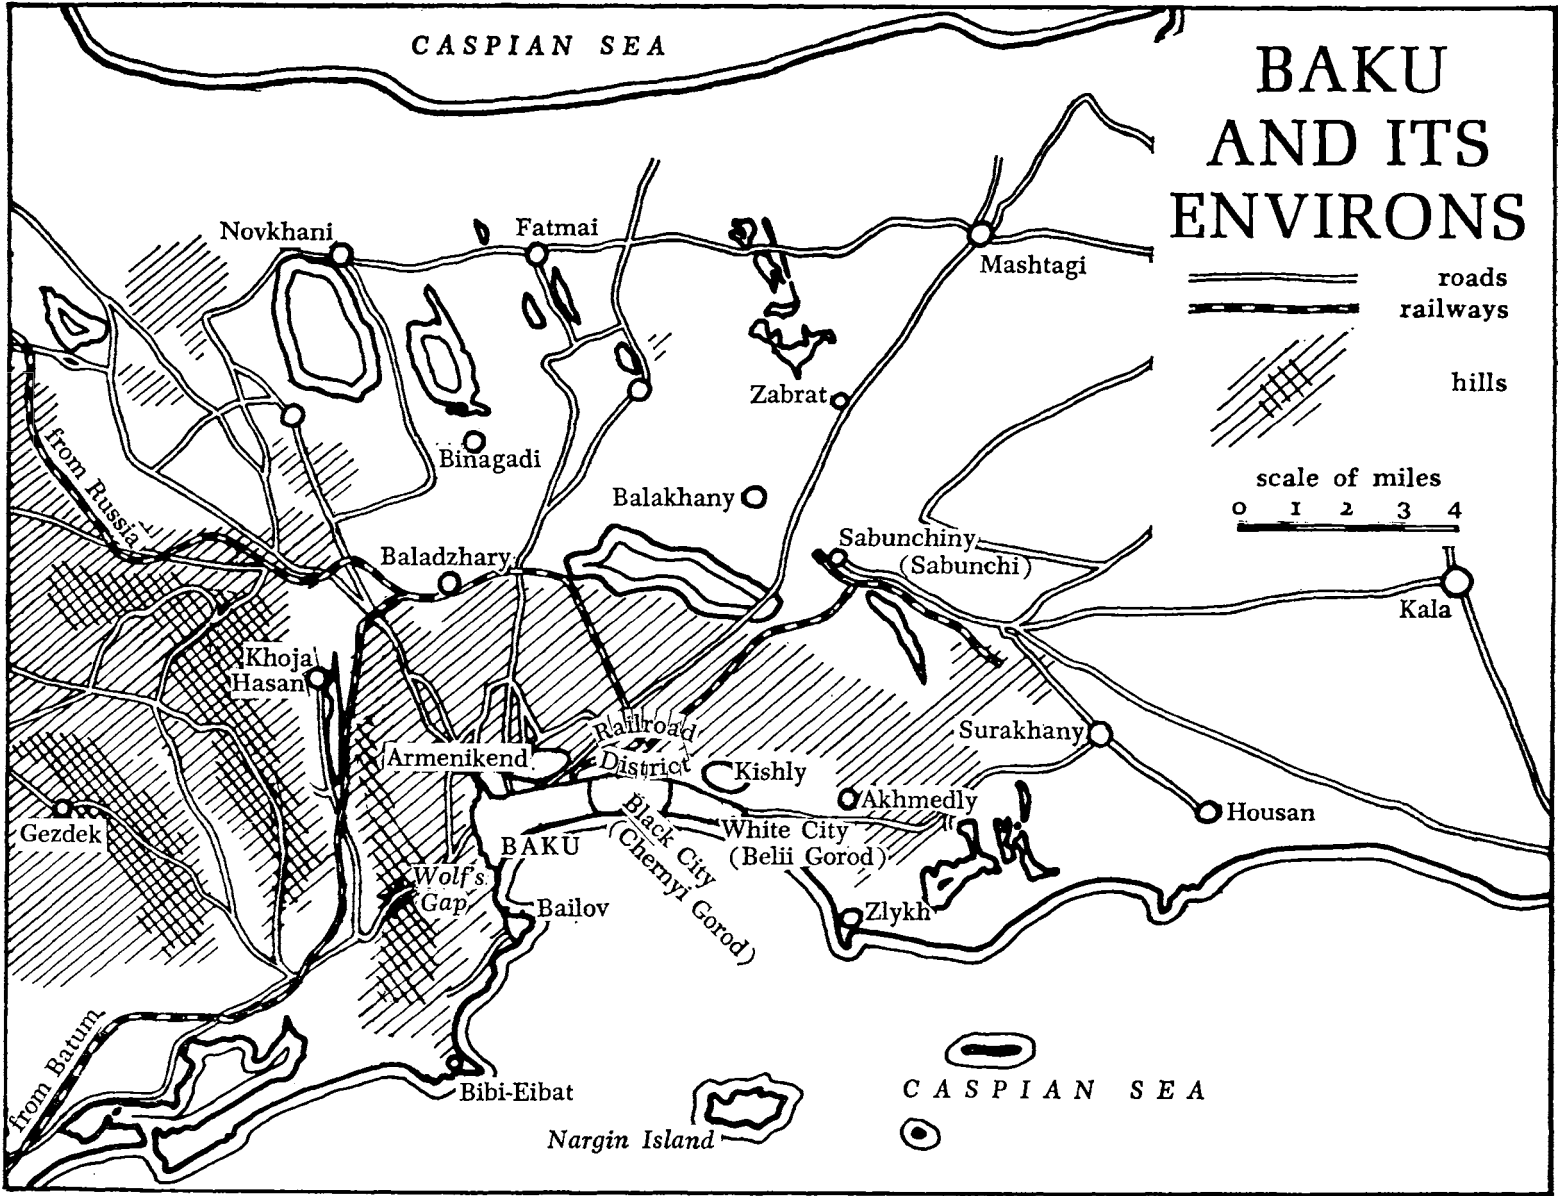 CASPIAN SEA
BAKU
AND ITS
ENVIRONS
roads
railways
hills
scale of miles
0 1 2 3 4
Novkhani
Fatmai
Mashtagi
Zabrat
Binagadi
Balakhany
from Russia
Baladzhary
Sabunchiny
(Sabunchi)
Kala
Khoja
Hasan
Surakhany
Railroad
District
Armenikend
Kishly
Akhmedly
Housan
Gezdek
White City
(Belii Gorod)
Black City
(Chernyi Gorod)
BAKU
Wolf's
Gap
Bailov
Zlykh
from Batum
Bibi-Eibat
CASPIAN SEA
Nargin Island